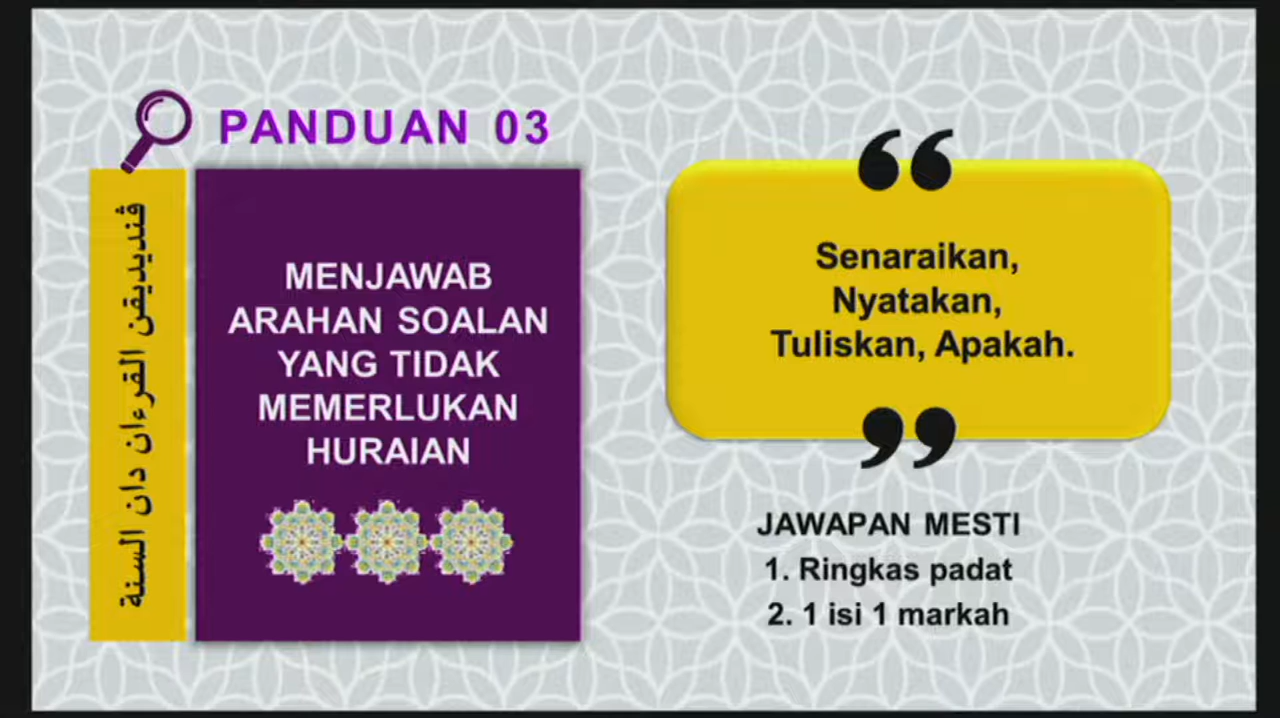 PANDUAN 03
ڤنديديقن القرءان دان السنة
MENJAWAB
ARAHAN SOALAN
YANG TIDAK
MEMERLUKAN
HURAIAN
“
Senaraikan,
Nyatakan,
Tuliskan, Apakah.
”
JAWAPAN MESTI
1. Ringkas padat
2. 1 isi 1 markah